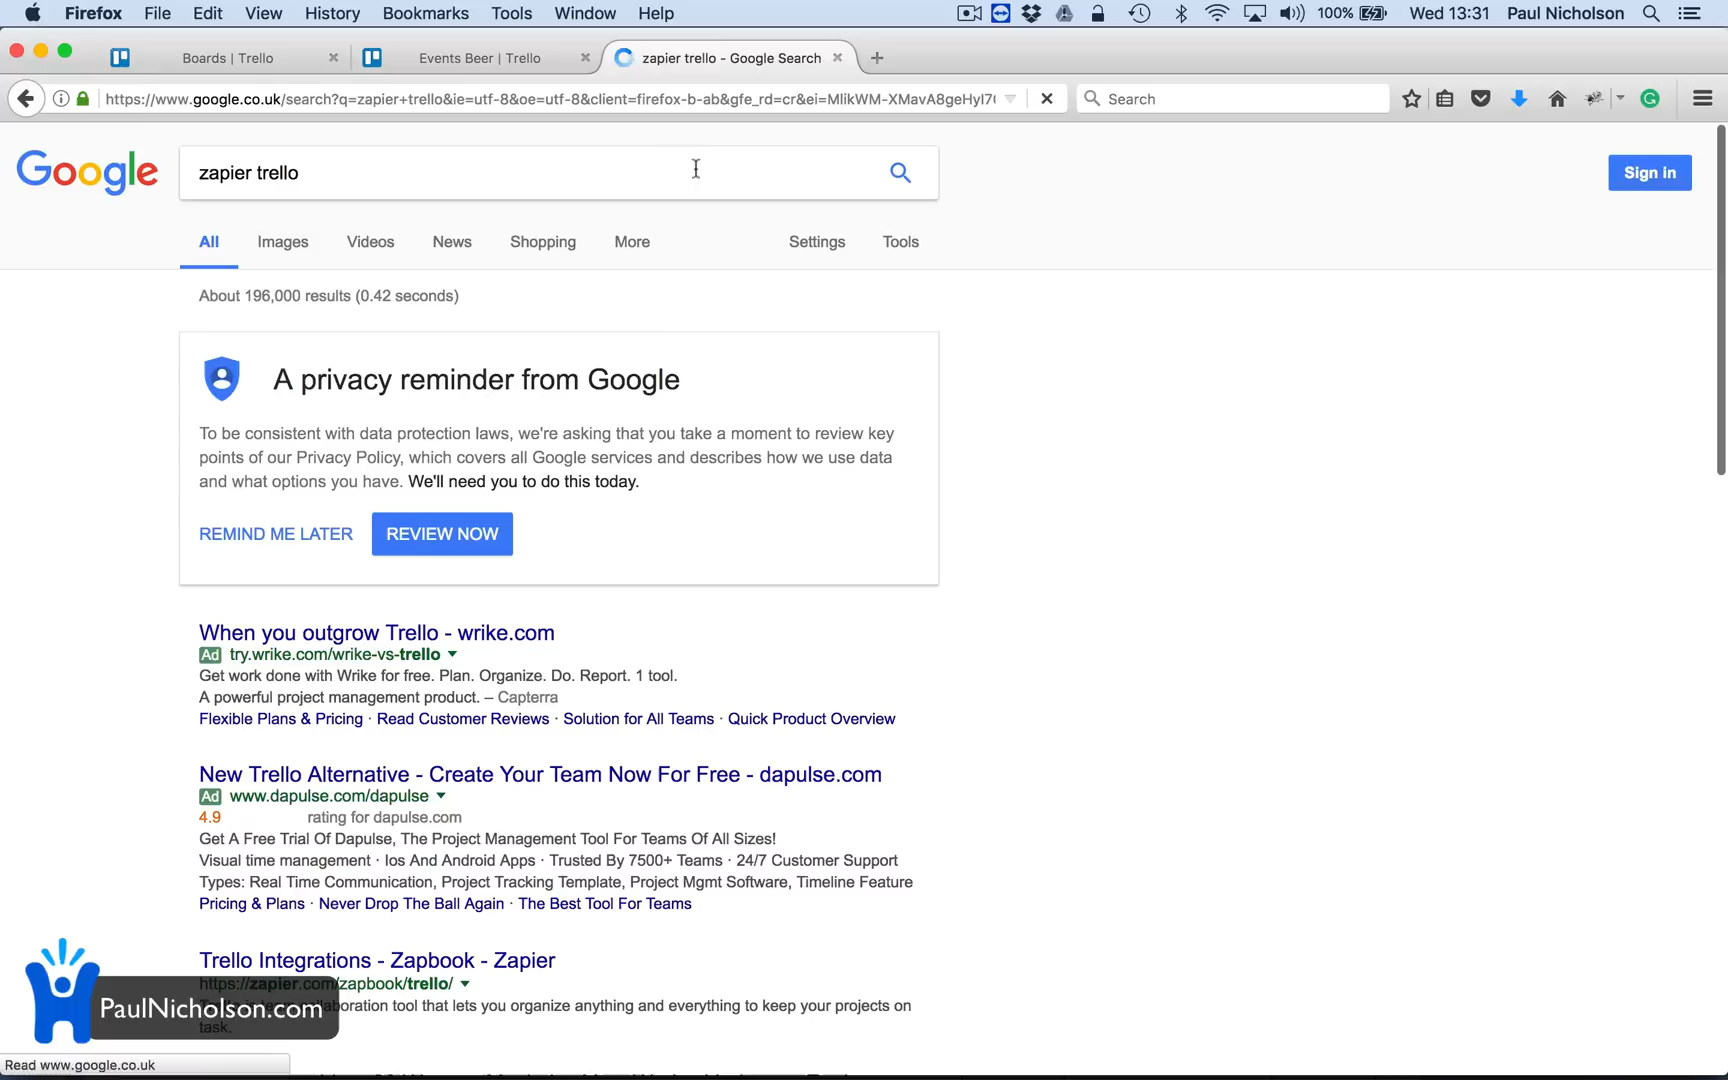 Firefox File Edit View History Bookmarks Tools Window Help 100% Wed 13:31 Paul Nicholson
Boards | Trello Events Beer | Trello zapier trello - Google Search
https://www.google.co.uk/search?q=zapier+trello&ie=utf-8&oe=utf-8&client=firefox-b-ab&gfe_rd=cr&ei=MlikWM-XMavA8geHyI7 Search
Google zapier trello Sign in
All Images Videos News Shopping More Settings Tools
About 196,000 results (0.42 seconds)
A privacy reminder from Google
To be consistent with data protection laws, we're asking that you take a moment to review key
points of our Privacy Policy, which covers all Google services and describes how we use data
and what options you have. We'll need you to do this today.
REMIND ME LATER REVIEW NOW
When you outgrow Trello - wrike.com
Ad try.wrike.com/wrike-vs-trello
Get work done with Wrike for free. Plan. Organize. Do. Report. 1 tool.
A powerful project management product. – Capterra
Flexible Plans & Pricing · Read Customer Reviews · Solution for All Teams · Quick Product Overview
New Trello Alternative - Create Your Team Now For Free - dapulse.com
Ad www.dapulse.com/dapulse
4.9 rating for dapulse.com
Get A Free Trial Of Dapulse, The Project Management Tool For Teams Of All Sizes!
Visual time management · Ios And Android Apps · Trusted By 7500+ Teams · 24/7 Customer Support
Types: Real Time Communication, Project Tracking Template, Project Mgmt Software, Timeline Feature
Pricing & Plans · Never Drop The Ball Again · The Best Tool For Teams
Trello Integrations - Zapbook - Zapier
https://zapier.com/zapbook/trello/
Trello is team collaboration tool that lets you organize anything and everything to keep your projects on
task.
PaulNicholson.com
Read www.google.co.uk